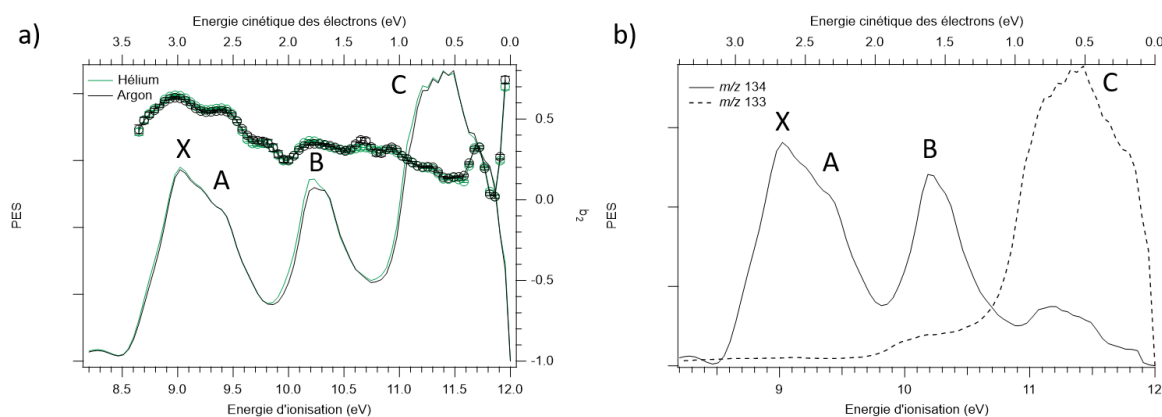 a)
Energie cinétique des électrons (eV)
3.5 3.0 2.5 2.0 1.5 1.0 0.5 0.0
Hélium
Argon
C
X
A
B
PES
0.5
0.0
-0.5
-1.0
b₂
8.5 9.0 9.5 10.0 10.5 11.0 11.5 12.0
Energie d'ionisation (eV)
b)
Energie cinétique des électrons (eV)
3.0 2.5 2.0 1.5 1.0 0.5 0.0
m/z 134
m/z 133
C
X
A
B
PES
9 10 11 12
Energie d'ionisation (eV)